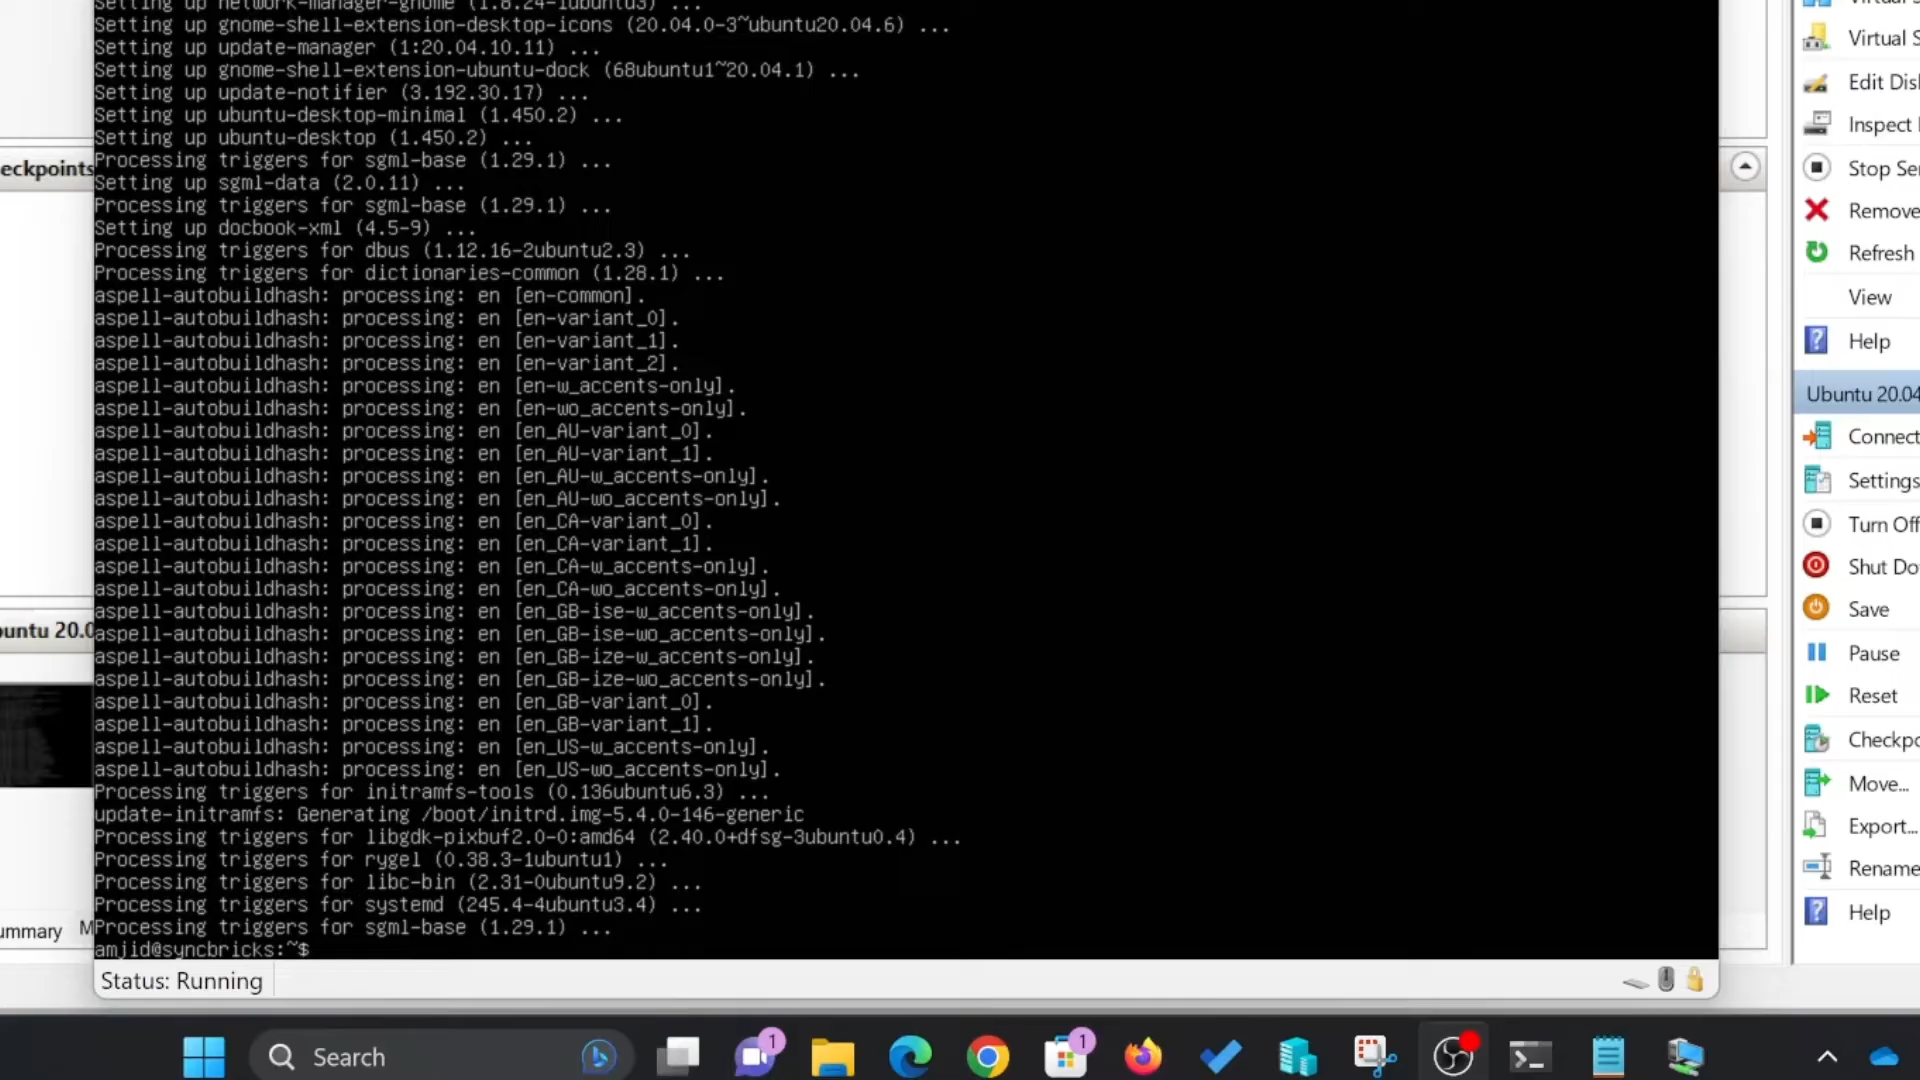 Setting up network-manager-gnome (1.8.24-1ubuntu3) ...
Setting up gnome-shell-extension-desktop-icons (20.04.0-3~ubuntu20.04.6) ...
Setting up update-manager (1:20.04.10.11) ...
Setting up gnome-shell-extension-ubuntu-dock (68ubuntu1~20.04.1) ...
Setting up update-notifier (3.192.30.17) ...
Setting up ubuntu-desktop-minimal (1.450.2) ...
Setting up ubuntu-desktop (1.450.2) ...
Processing triggers for sgml-base (1.29.1) ...
Setting up sgml-data (2.0.11) ...
Processing triggers for sgml-base (1.29.1) ...
Setting up docbook-xml (4.5-9) ...
Processing triggers for dbus (1.12.16-2ubuntu2.3) ...
Processing triggers for dictionaries-common (1.28.1) ...
aspell-autobuildhash: processing: en [en-common].
aspell-autobuildhash: processing: en [en-variant_0].
aspell-autobuildhash: processing: en [en-variant_1].
aspell-autobuildhash: processing: en [en-variant_2].
aspell-autobuildhash: processing: en [en-w_accents-only].
aspell-autobuildhash: processing: en [en-wo_accents-only].
aspell-autobuildhash: processing: en [en_AU-variant_0].
aspell-autobuildhash: processing: en [en_AU-variant_1].
aspell-autobuildhash: processing: en [en_AU-w_accents-only].
aspell-autobuildhash: processing: en [en_AU-wo_accents-only].
aspell-autobuildhash: processing: en [en_CA-variant_0].
aspell-autobuildhash: processing: en [en_CA-variant_1].
aspell-autobuildhash: processing: en [en_CA-w_accents-only].
aspell-autobuildhash: processing: en [en_CA-wo_accents-only].
aspell-autobuildhash: processing: en [en_GB-ise-w_accents-only].
aspell-autobuildhash: processing: en [en_GB-ise-wo_accents-only].
aspell-autobuildhash: processing: en [en_GB-ize-w_accents-only].
aspell-autobuildhash: processing: en [en_GB-ize-wo_accents-only].
aspell-autobuildhash: processing: en [en_GB-variant_0].
aspell-autobuildhash: processing: en [en_GB-variant_1].
aspell-autobuildhash: processing: en [en_US-w_accents-only].
aspell-autobuildhash: processing: en [en_US-wo_accents-only].
Processing triggers for initramfs-tools (0.136ubuntu6.3) ...
update-initramfs: Generating /boot/initrd.img-5.4.0-146-generic
Processing triggers for libgdk-pixbuf2.0-0:amd64 (2.40.0+dfsg-3ubuntu0.4) ...
Processing triggers for rygel (0.38.3-1ubuntu1) ...
Processing triggers for libc-bin (2.31-0ubuntu9.2) ...
Processing triggers for systemd (245.4-4ubuntu3.4) ...
Processing triggers for sgml-base (1.29.1) ...
amjid@syncbricks:~$
Status: Running
eckpoints
ountu 20.0
ummary M
Virtual S
Edit Dis
Inspect
Stop Se
Remove
Refresh
View
Help
Ubuntu 20.04
Connect
Settings
Turn Off
Shut Do
Save
Pause
Reset
Checkpo
Move...
Export...
Rename
Help
Search
1
1